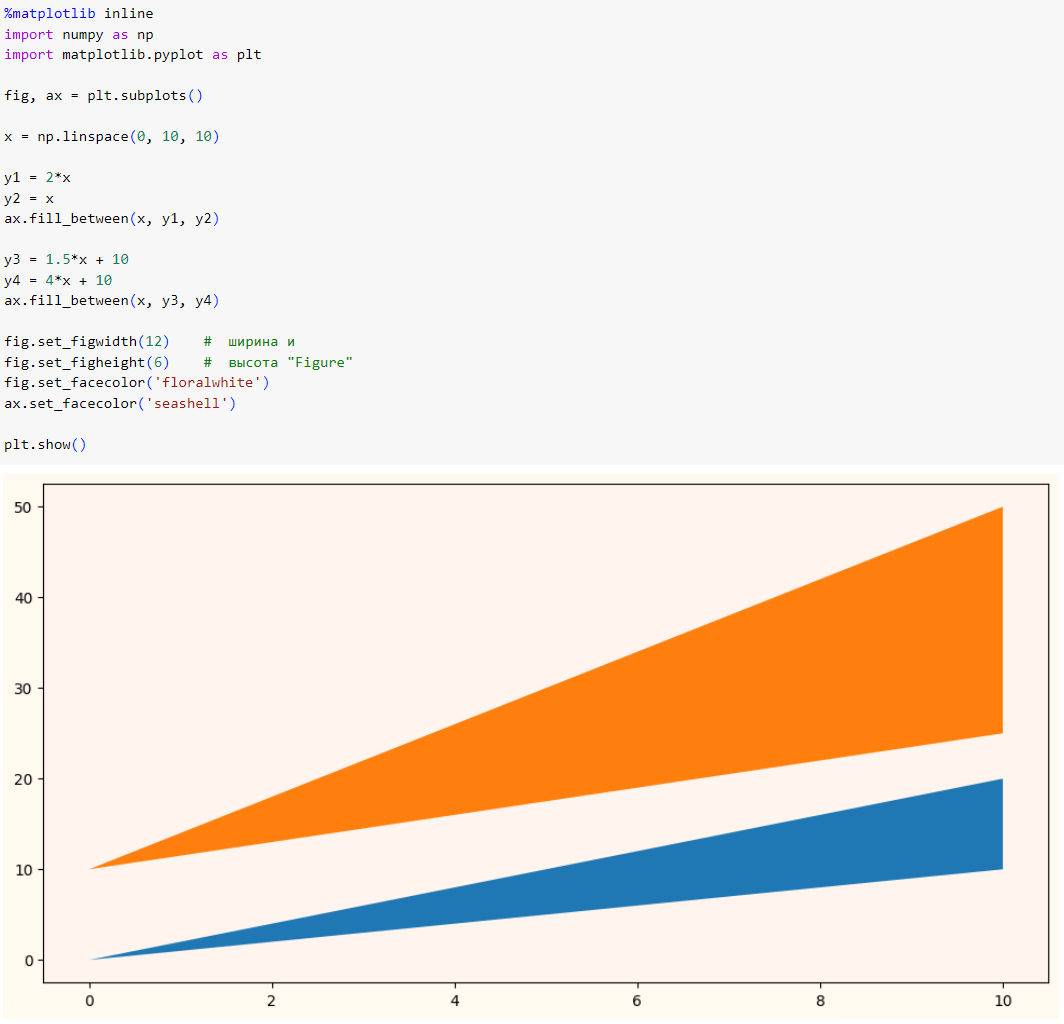 %matplotlib inline
import numpy as np
import matplotlib.pyplot as plt
fig, ax = plt.subplots()
x = np.linspace(0, 10, 10)
y1 = 2*x
y2 = x
ax.fill_between(x, y1, y2)
y3 = 1.5*x + 10
y4 = 4*x + 10
ax.fill_between(x, y3, y4)
fig.set_figwidth(12)    #  ширина и
fig.set_figheight(6)    #  высота "Figure"
fig.set_facecolor('floralwhite')
ax.set_facecolor('seashell')
plt.show()
50
40
30
20
10
0
0 2 4 6 8 10